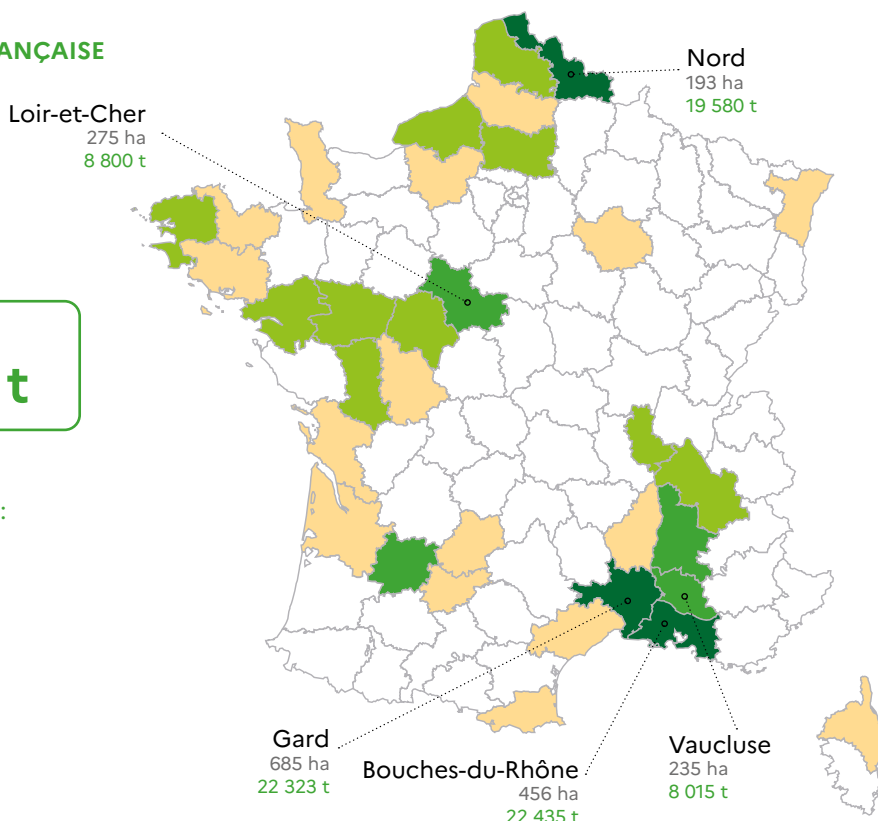 ANÇAISE
Nord
193 ha
19 580 t
Loir-et-Cher
275 ha
8 800 t
t
:
Gard
685 ha
22 323 t
Bouches-du-Rhône
456 ha
22 435 t
Vaucluse
235 ha
8 015 t